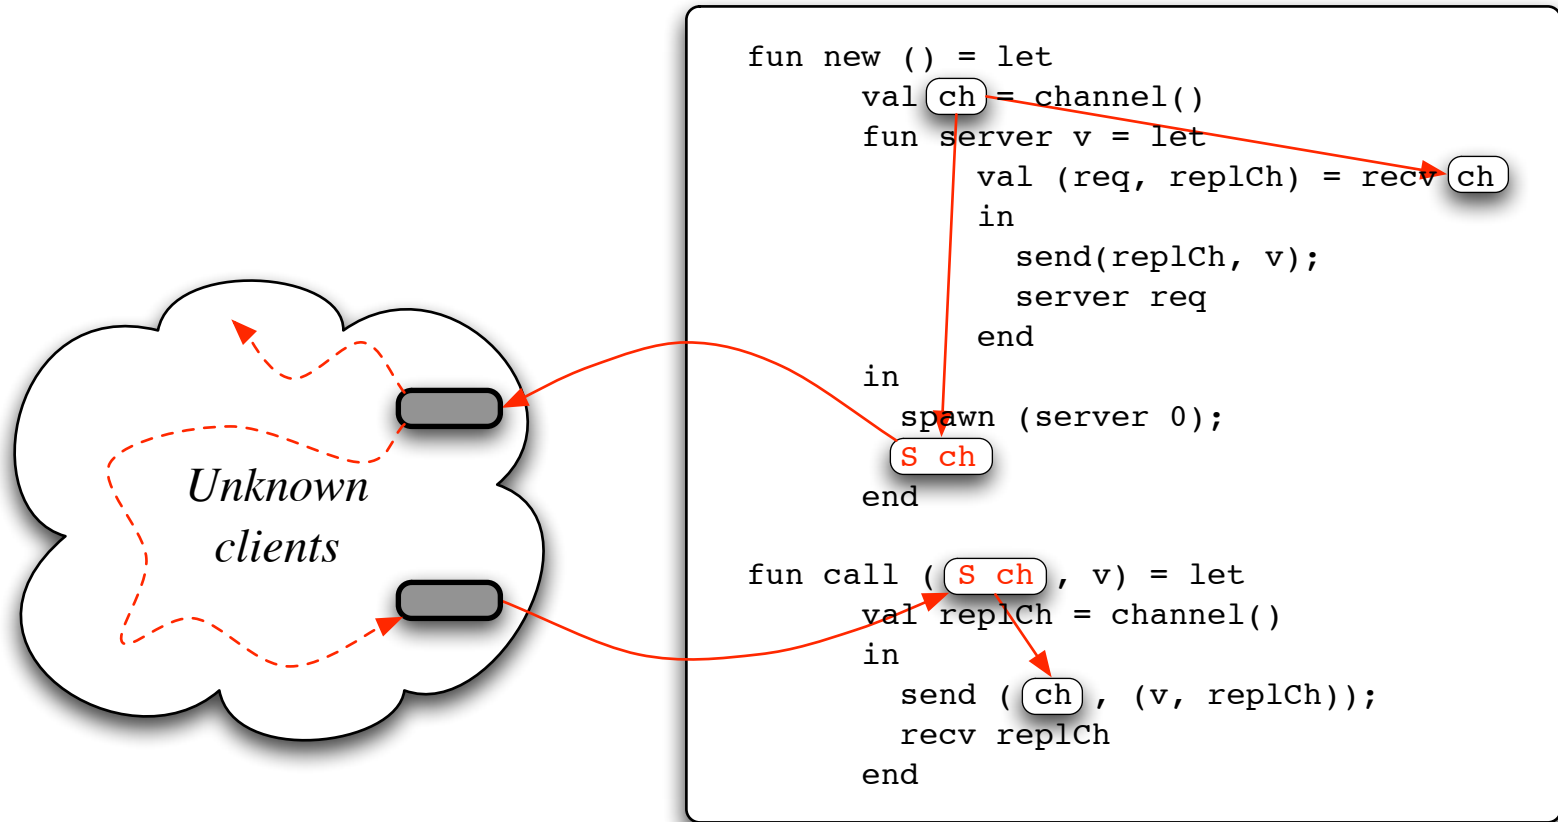 fun new () = let
val ch = channel()
fun server v = let
val (req, replCh) = recv ch
in
send(replCh, v);
server req
end
in
spawn (server 0);
S ch
end
Unknown
clients
fun call ( S ch , v) = let
val replCh = channel()
in
send ( ch , (v, replCh));
recv replCh
end